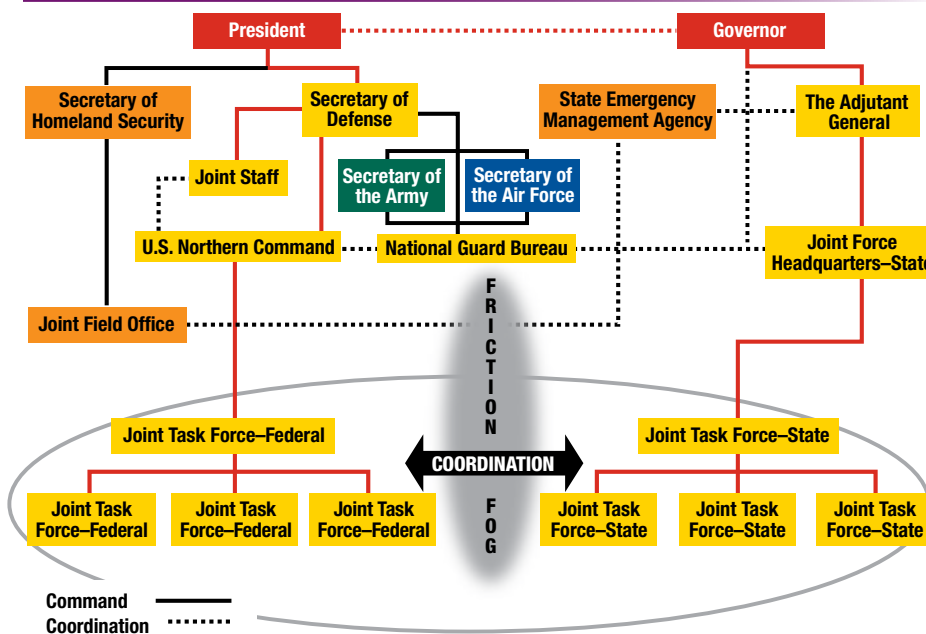 President
Governor
Secretary of
Homeland Security
Secretary of
Defense
State Emergency
Management Agency
The Adjutant
General
Joint Staff
Secretary of
the Army
Secretary of
the Air Force
U.S. Northern Command
National Guard Bureau
Joint Force
Headquarters–State
Joint Field Office
FRICTION
Joint Task Force–Federal
Joint Task Force–State
COORDINATION
Joint Task
Force–Federal
Joint Task
Force–Federal
Joint Task
Force–Federal
FOG
Joint Task
Force–State
Joint Task
Force–State
Joint Task
Force–State
Command
Coordination